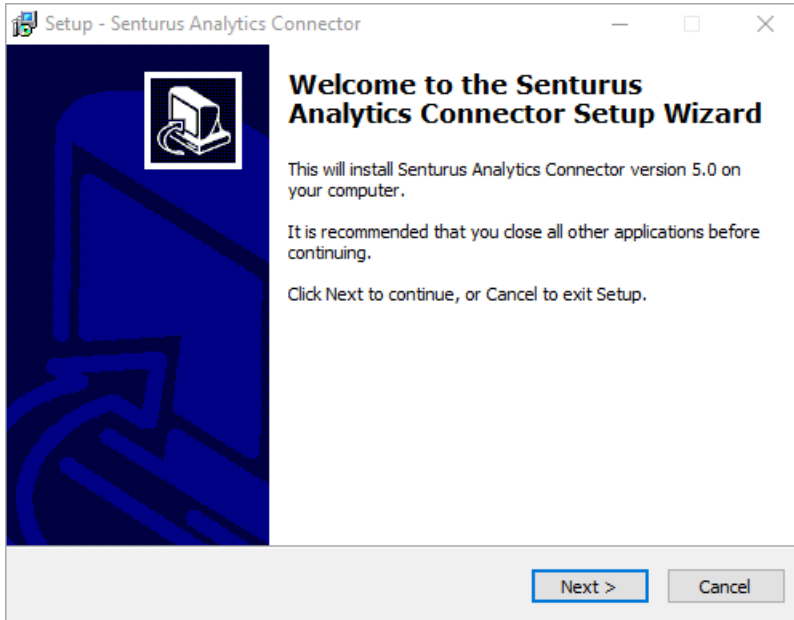 Setup - Senturus Analytics Connector
Welcome to the Senturus
Analytics Connector Setup Wizard
This will install Senturus Analytics Connector version 5.0 on
your computer.
It is recommended that you close all other applications before
continuing.
Click Next to continue, or Cancel to exit Setup.
Next >
Cancel